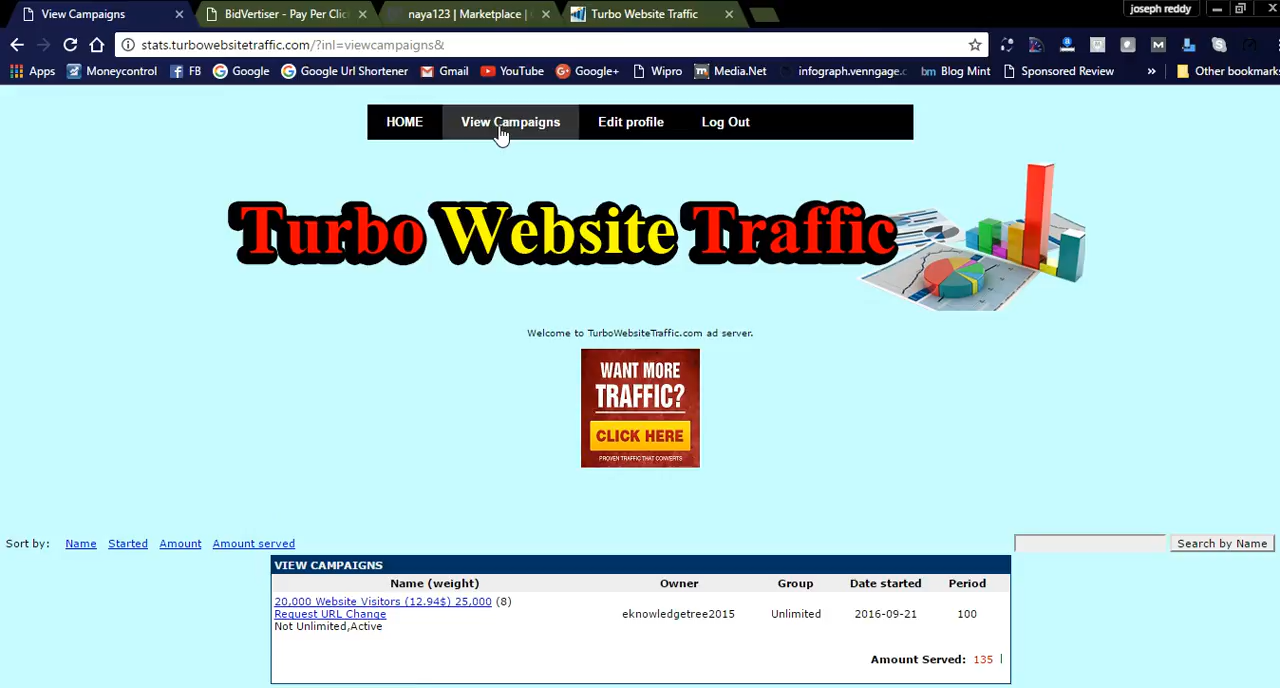 View Campaigns
BidVertiser - Pay Per Clic
naya123 | Marketplace |
Turbo Website Traffic
joseph reddy
stats.turbowebsitetraffic.com/?inl=viewcampaigns&
Apps
Moneycontrol
FB
Google
Google Url Shortener
Gmail
YouTube
Google+
Wipro
Media.Net
infograph.venngage.c
bm Blog Mint
Sponsored Review
»
Other bookmarks
HOME
View Campaigns
Edit profile
Log Out
Turbo Website Traffic
Welcome to TurboWebsiteTraffic.com ad server.
WANT MORE
TRAFFIC?
CLICK HERE
PROVEN TRAFFIC THAT CONVERTS
Sort by: Name Started Amount Amount served
Search by Name
VIEW CAMPAIGNS
Name (weight) Owner Group Date started Period
20,000 Website Visitors (12.94$) 25,000 (8)
Request URL Change eknowledgetree2015 Unlimited 2016-09-21 100
Not Unlimited,Active
Amount Served: 135 |